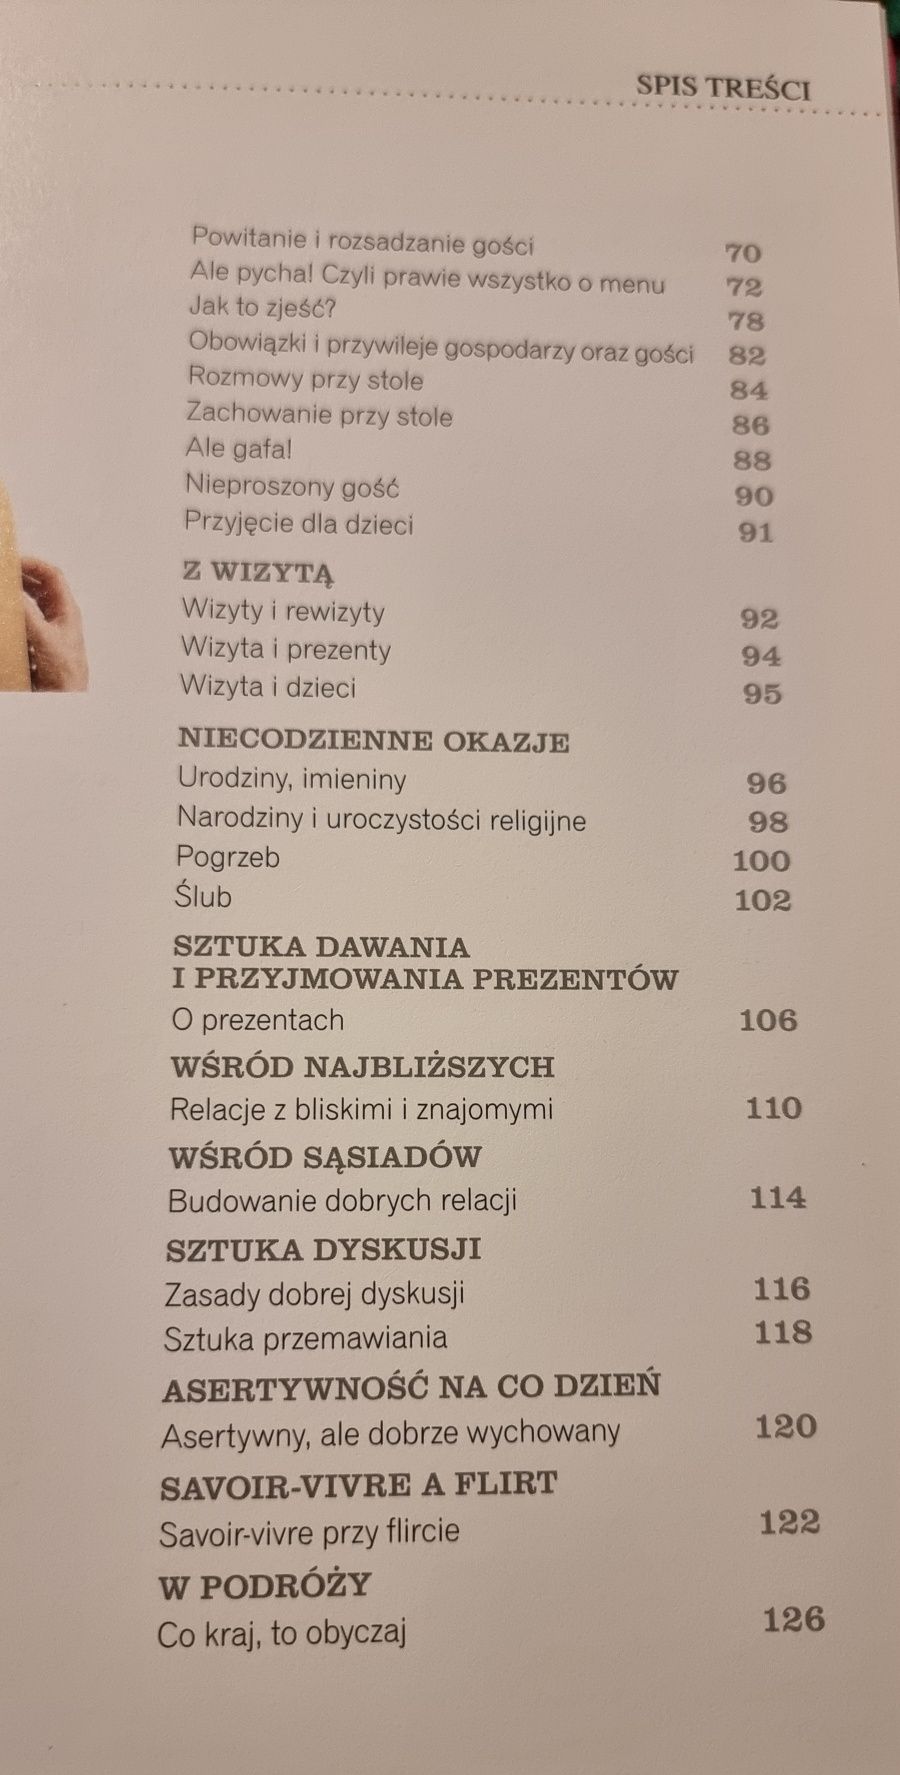 SPIS TREŚCI
Powitanie i rozsadzanie gości 70
Ale pycha! Czyli prawie wszystko o menu 72
Jak to zjeść? 78
Obowiązki i przywileje gospodarzy oraz gości 82
Rozmowy przy stole 84
Zachowanie przy stole 86
Ale gafa! 88
Nieproszony gość 90
Przyjęcie dla dzieci 91
Z WIZYTĄ
Wizyty i rewizyty 92
Wizyta i prezenty 94
Wizyta i dzieci 95
NIECODZIENNE OKAZJE
Urodziny, imieniny 96
Narodziny i uroczystości religijne 98
Pogrzeb 100
Ślub 102
SZTUKA DAWANIA
I PRZYJMOWANIA PREZENTÓW
O prezentach 106
WŚRÓD NAJBLIŻSZYCH
Relacje z bliskimi i znajomymi 110
WŚRÓD SĄSIADÓW
Budowanie dobrych relacji 114
SZTUKA DYSKUSJI
Zasady dobrej dyskusji 116
Sztuka przemawiania 118
ASERTYWNOŚĆ NA CO DZIEŃ
Asertywny, ale dobrze wychowany 120
SAVOIR-VIVRE A FLIRT
Savoir-vivre przy flircie 122
W PODRÓŻY
Co kraj, to obyczaj 126